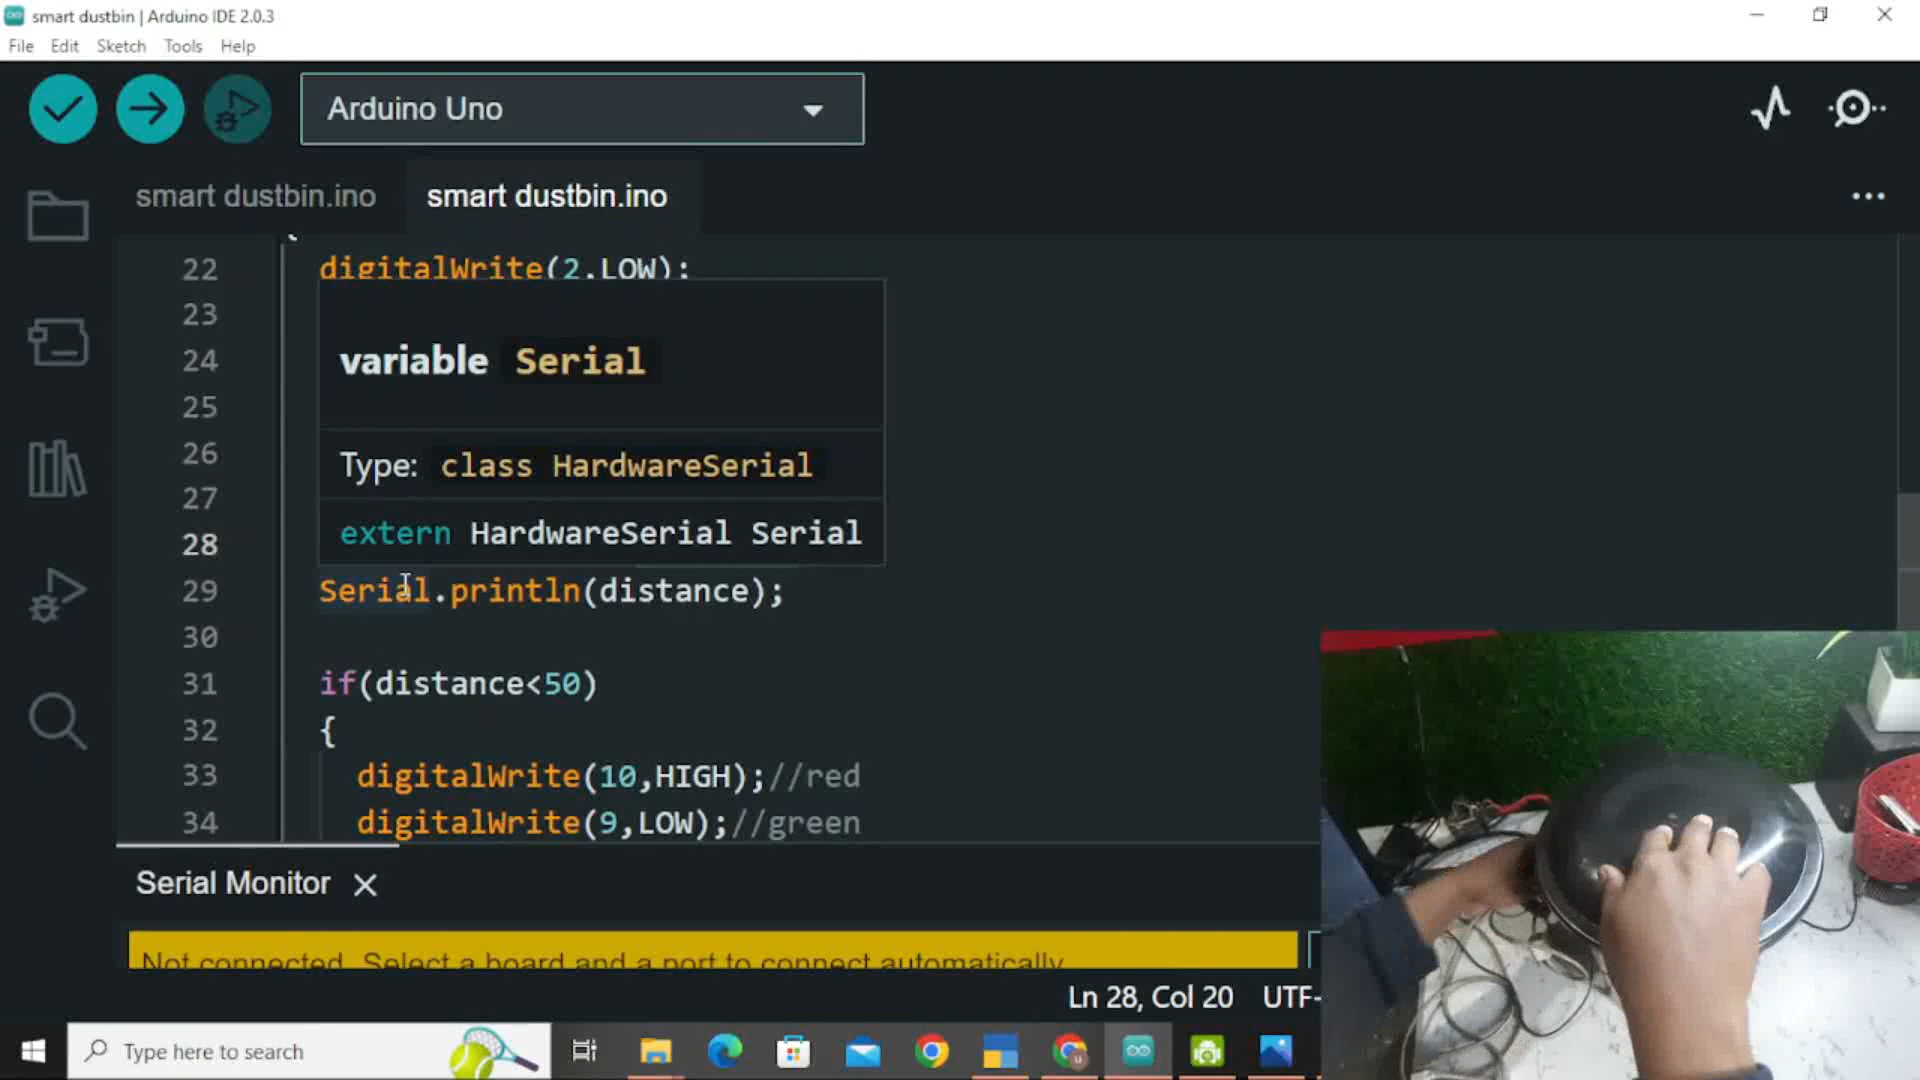 smart dustbin | Arduino IDE 2.0.3
File Edit Sketch Tools Help
Arduino Uno
smart dustbin.ino smart dustbin.ino
22 digitalWrite(2,LOW);
23
variable Serial
24
25
Type: class HardwareSerial
26
27
extern HardwareSerial Serial
28
29 Serial.println(distance);
30
31 if(distance<50)
32 {
33 digitalWrite(10,HIGH);//red
34 digitalWrite(9,LOW);//green
Serial Monitor
Not connected. Select a board and a port to connect automatically.
Ln 28, Col 20 UTF-
Type here to search